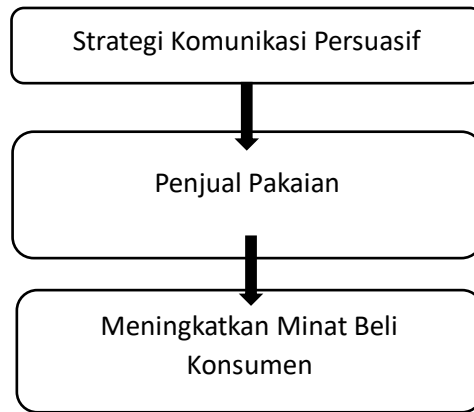 Strategi Komunikasi Persuasif
Penjual Pakaian
Meningkatkan Minat Beli
Konsumen